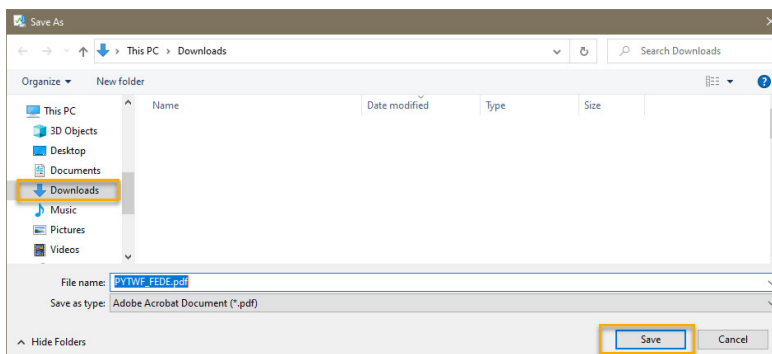 Save As
This PC > Downloads
Search Downloads
Organize
New folder
?
This PC
Name
Date modified
Type
Size
3D Objects
Desktop
Documents
Downloads
Music
Pictures
Videos
File name: PYTWF_FEDE.pdf
Save as type: Adobe Acrobat Document (*.pdf)
Hide Folders
Save
Cancel